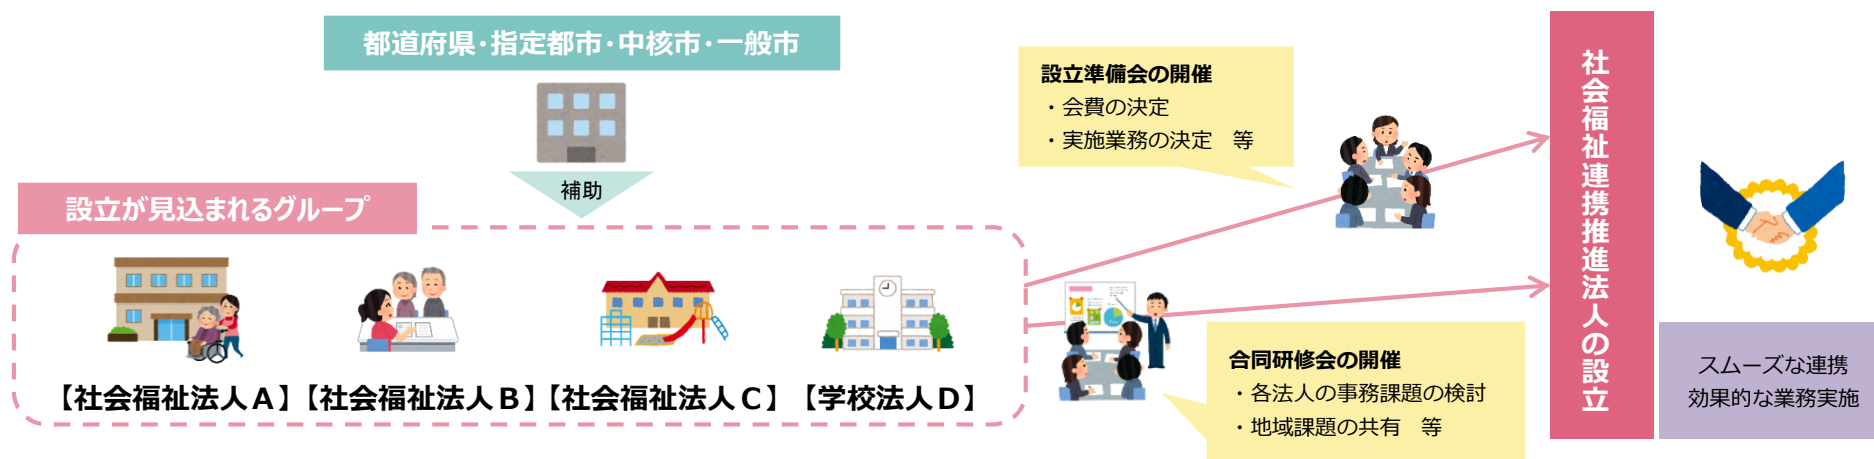 都道府県・指定都市・中核市・一般市
補助
設立が見込まれるグループ
【社会福祉法人A】【社会福祉法人B】【社会福祉法人C】 【学校法人D】
設立準備会の開催
・会費の決定
・実施業務の決定 等
合同研修会の開催
・各法人の事務課題の検討
・地域課題の共有 等
社会福祉連携推進法人の設立
スムーズな連携
効果的な業務実施